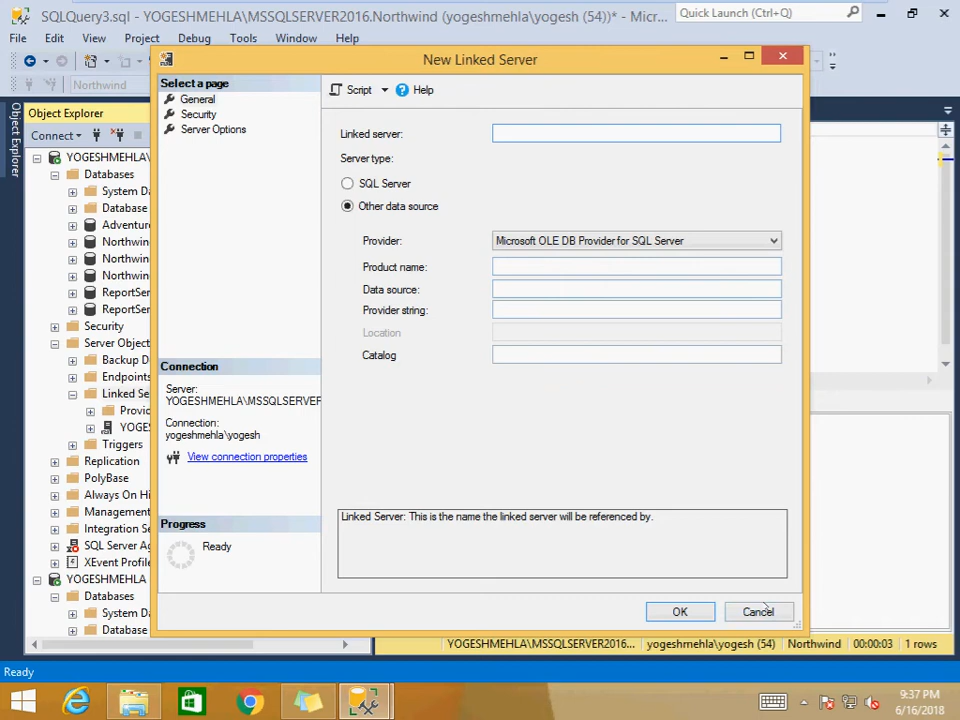 SQLQuery3.sql - YOGESHMEHLA\MSSQLSERVER2016.Northwind (yogeshmehla\yogesh (54))* - Micr...
Quick Launch (Ctrl+Q)
File Edit View Project Debug Tools Window Help
Northwind
New Linked Server
Object Explorer
Object Explorer
Connect
YOGESHMEHLA\
Databases
System Da
Database
Adventur
Northwin
Northwin
Northwin
ReportSer
ReportSer
Security
Server Object
Backup D
Endpoints
Linked Se
Provic
YOGES
Triggers
Replication
PolyBase
Always On Hi
Management
Integration Se
SQL Server Ag
XEvent Profile
YOGESHMEHLA
Databases
System Da
Database
Select a page
General
Security
Server Options
Connection
Server:
YOGESHMEHLA\MSSQLSERVER
Connection:
yogeshmehla\yogesh
View connection properties
Progress
Ready
Script
Help
Linked server:
Server type:
SQL Server
Other data source
Provider: Microsoft OLE DB Provider for SQL Server
Product name:
Data source:
Provider string:
Location
Catalog
Linked Server: This is the name the linked server will be referenced by.
OK
Cancel
YOGESHMEHLA\MSSQLSERVER2016... yogeshmehla\yogesh (54) Northwind 00:00:03 1 rows
Ready
9:37 PM
6/16/2018